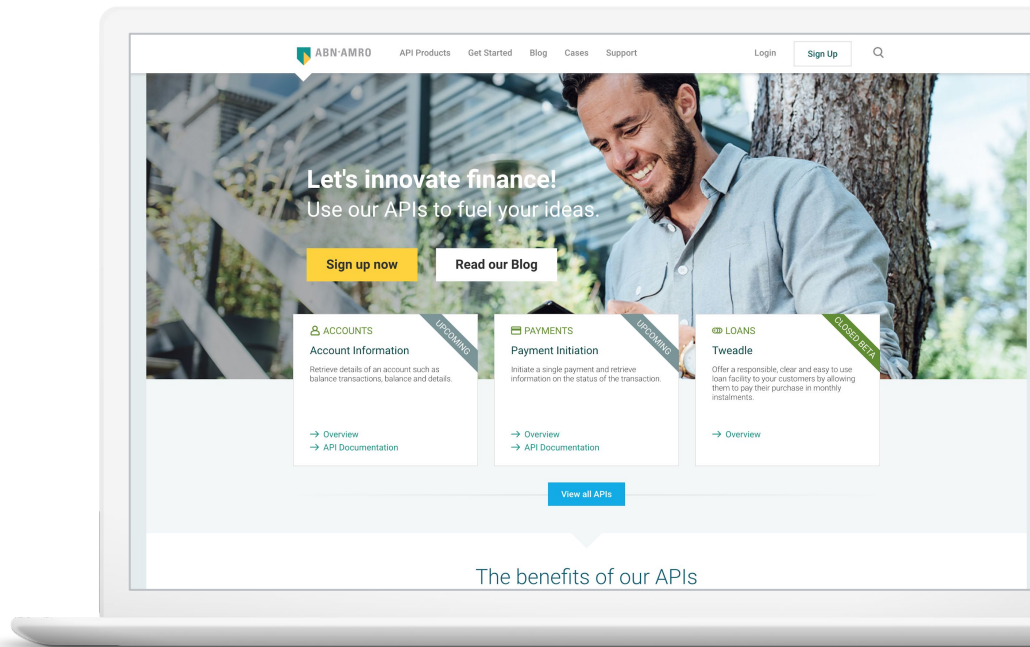 ABN·AMRO
API Products
Get Started
Blog
Cases
Support
Login
Sign Up
Let's innovate finance!
Use our APIs to fuel your ideas.
Sign up now
Read our Blog
ACCOUNTS
UPCOMING
Account Information
Retrieve details of an account such as
balance transactions, balance and details.
→ Overview
→ API Documentation
PAYMENTS
UPCOMING
Payment Initiation
Initiate a single payment and retrieve
information on the status of the transaction.
→ Overview
→ API Documentation
LOANS
CLOSED BETA
Tweadle
Offer a responsible, clear and easy to use
loan facility to your customers by allowing
them to pay their purchase in monthly
instalments.
→ Overview
View all APIs
The benefits of our APIs